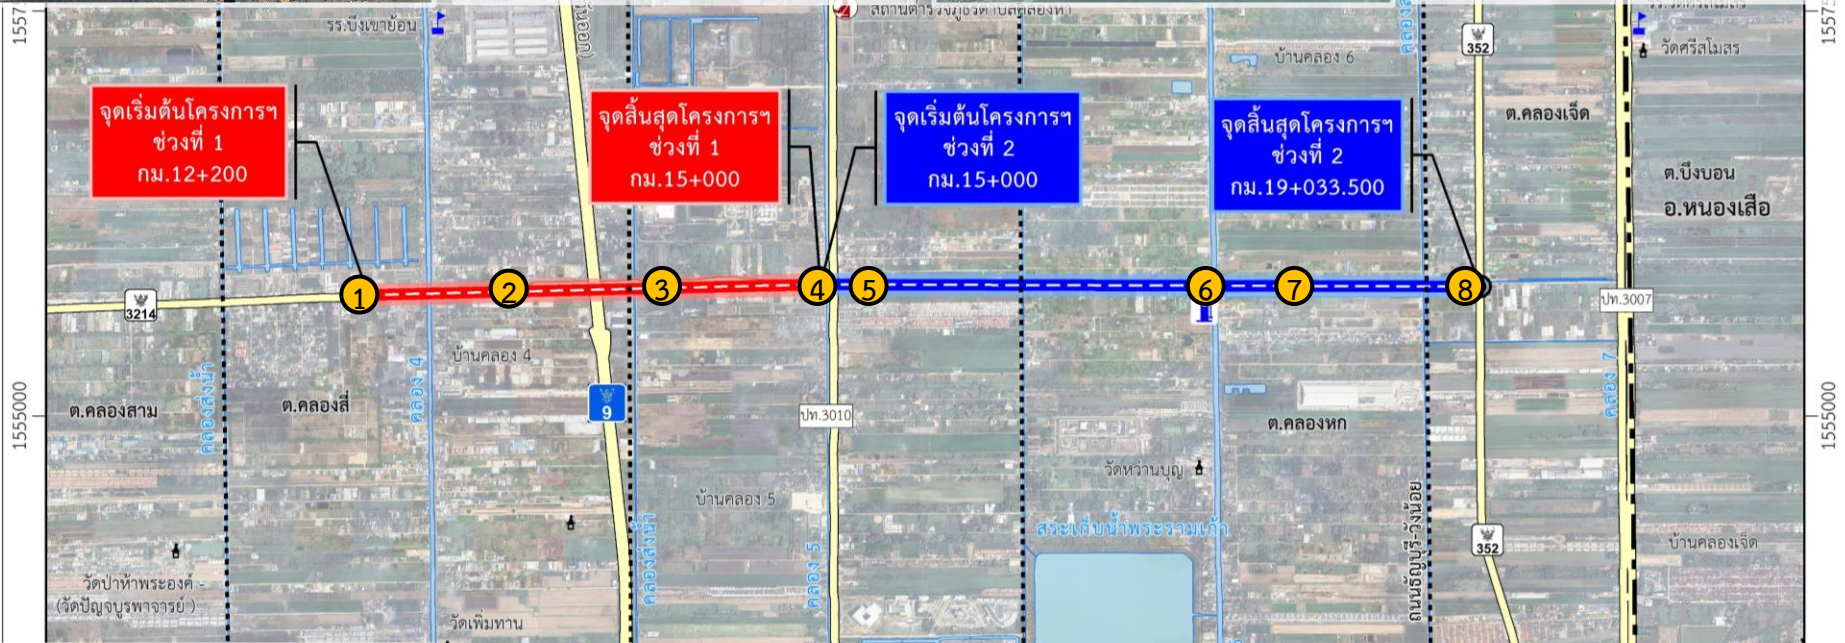 15575
รร.บึงเขาย้อน
สถานีตำรวจภูธรตำบลคลองห้า
352
วัดศรีสโมสร
บ้านคลอง 6
จุดเริ่มต้นโครงการฯ
ช่วงที่ 1
กม.12+200
จุดสิ้นสุดโครงการฯ
ช่วงที่ 1
กม.15+000
จุดเริ่มต้นโครงการฯ
ช่วงที่ 2
กม.15+000
จุดสิ้นสุดโครงการฯ
ช่วงที่ 2
กม.19+033.500
ต.คลองเจ็ด
ต.บึงบอน
อ.หนองเสือ
1
2
3
4
5
6
7
8
3214
ปท.3007
บ้านคลอง 4
คลองส่งน้ำ
คลอง 4
คลอง 7
1555000
ต.คลองสาม
ต.คลองสี่
9
ปท.3010
ต.คลองหก
1555000
วัดหว่านบุญ
บ้านคลอง 5
สระเก็บน้ำพระรามเก้า
คลองส่งน้ำ
คลอง 5
ถนนธัญบุรี-วังน้อย
352
บ้านคลองเจ็ด
วัดป่าห้าพระองค์ -
(วัดปัญจบูรพาจารย์ )
วัดเพิ่มทาน